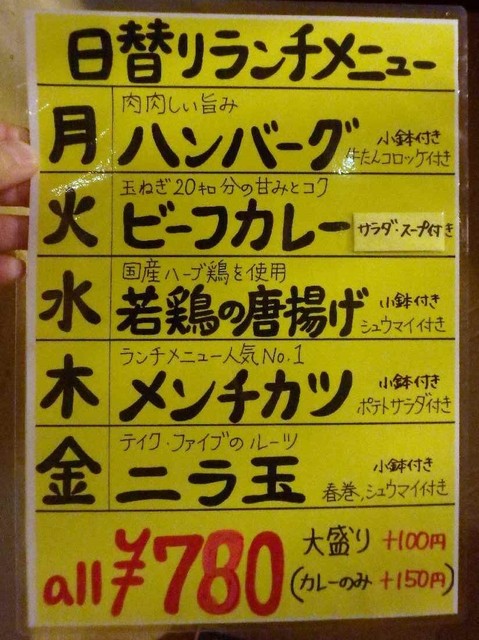 日替りランチメニュー
月
肉肉しい旨み
ハンバーグ
小鉢付き
牛たんコロッケ付き
火
玉ねぎ20キロ分の甘みとコク
ビーフカレー
サラダ・スープ付き
水
国産ハーブ鶏を使用
若鶏の唐揚げ
小鉢付き
シュウマイ付き
木
ランチメニュー人気No.1
メンチカツ
小鉢付き
ポテトサラダ付き
金
テイク・ファイブのルーツ
ニラ玉
小鉢付き
春巻,シュウマイ付き
all ¥780
大盛り +100円
(カレーのみ +150円)